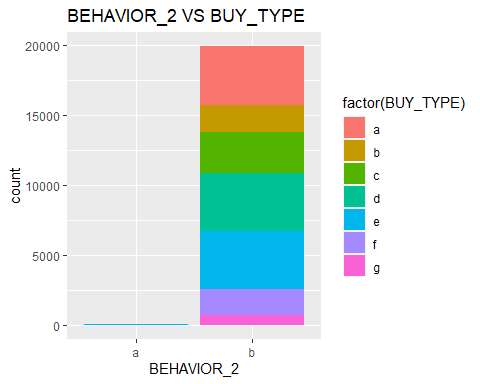 BEHAVIOR_2 VS BUY_TYPE
20000
15000
10000
5000
0
count
a
b
BEHAVIOR_2
factor(BUY_TYPE)
a
b
c
d
e
f
g